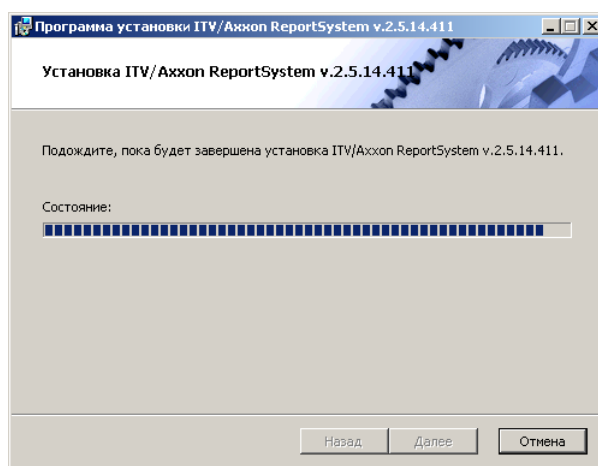 Программа установки ITV/Axxon ReportSystem v.2.5.14.411
Установка ITV/Axxon ReportSystem v.2.5.14.411
Подождите, пока будет завершена установка ITV/Axxon ReportSystem v.2.5.14.411.
Состояние:
Назад Далее Отмена